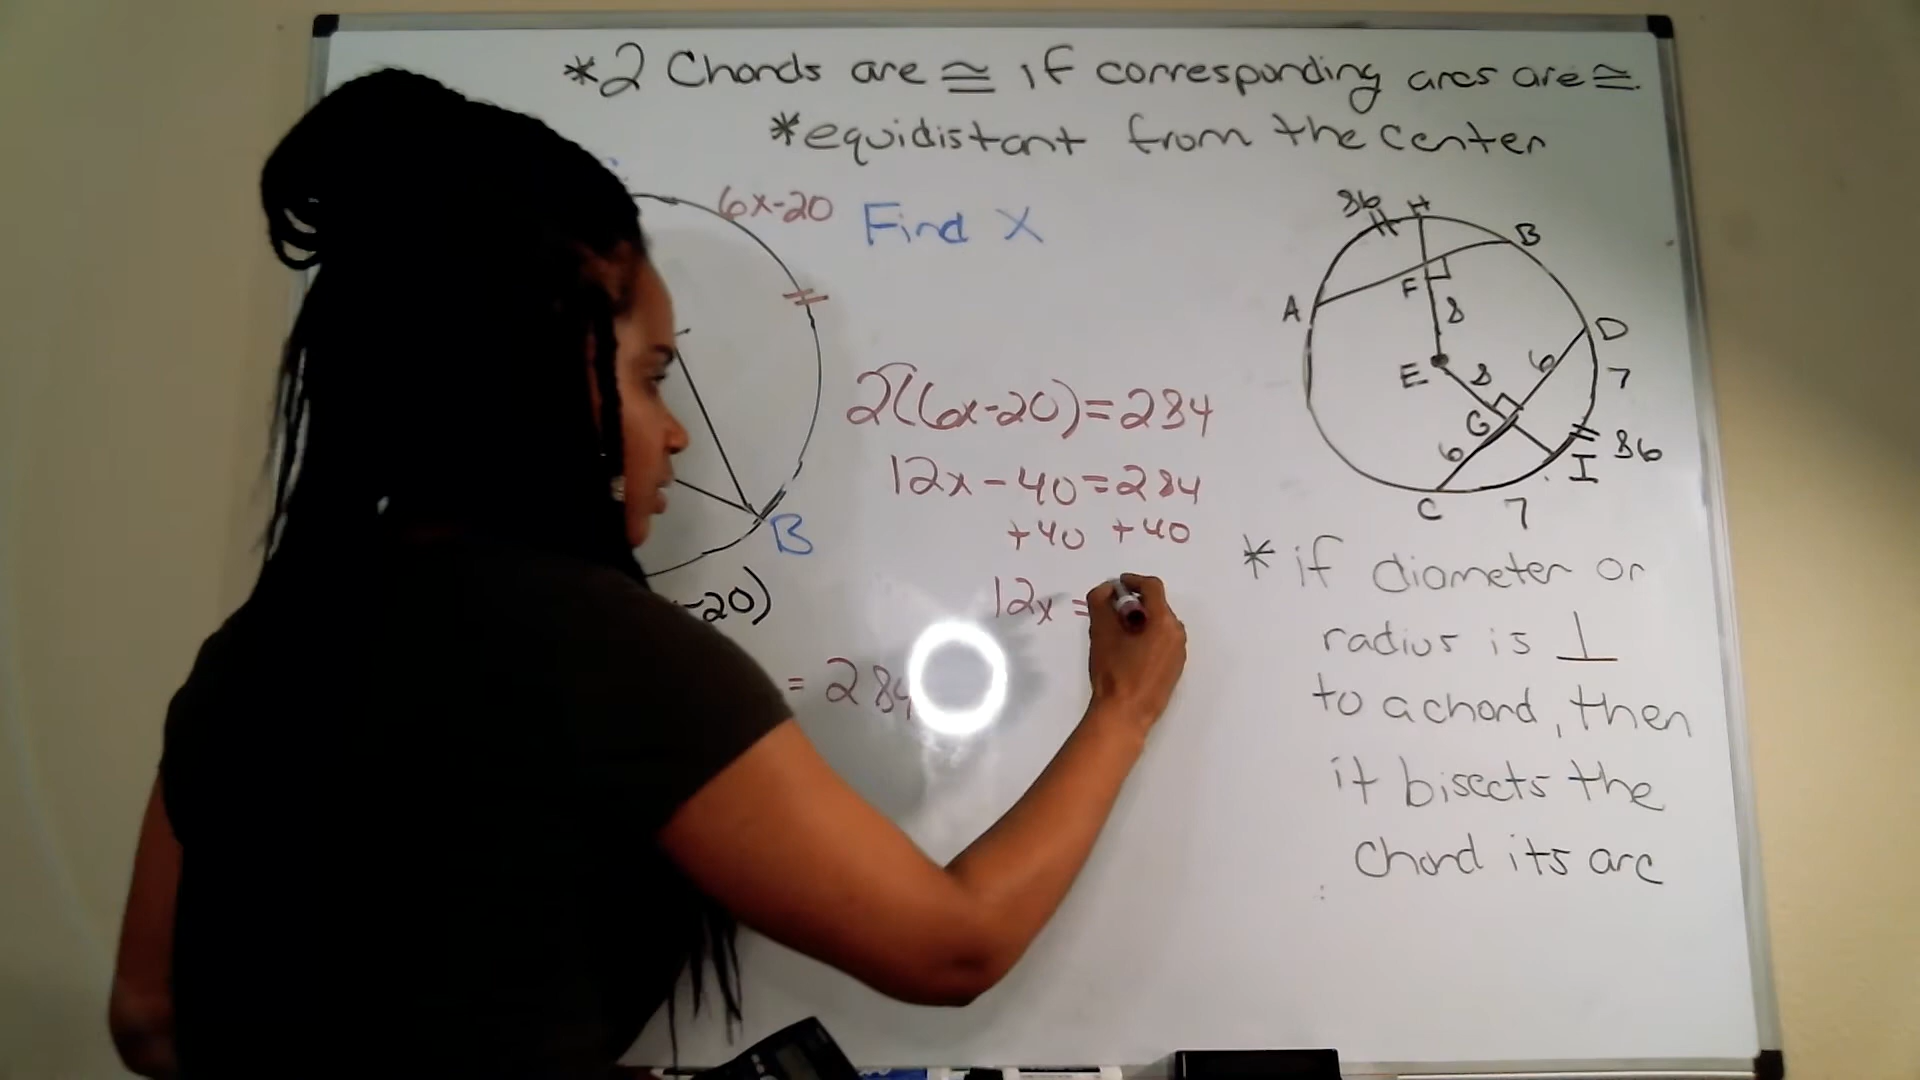 *2 Chords are ≅ if corresponding arcs are ≅.
*equidistant from the center
6x-20
Find X
B
-20)
= 284
2(6x-20)=284
12x-40=284
+40 +40
12x =
36 H
B
A
F
8
D
E
8
6
7
G
6
36
I
C
7
* if diameter or
radius is ⊥
to a chord, then
it bisects the
chord its arc